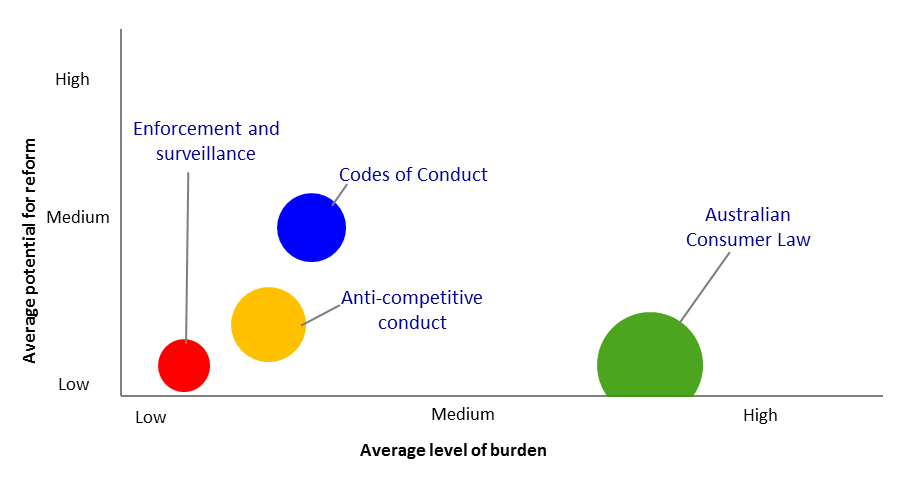 High
Enforcement and
surveillance
Codes of Conduct
Medium
Australian
Consumer Law
Average potential for reform
Anti-competitive
conduct
Low
Low
Medium
High
Average level of burden